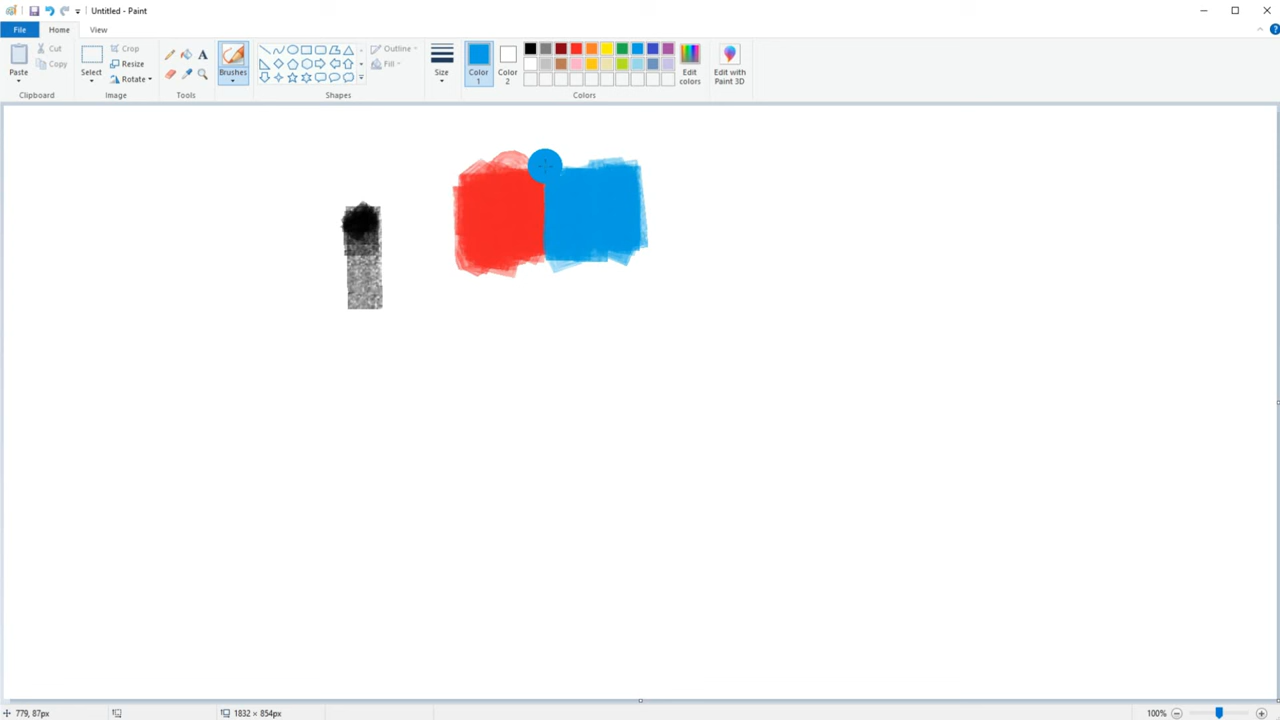 Untitled - Paint
File Home View
Paste
Cut
Copy
Clipboard
Select
Crop
Resize
Rotate
Image
Tools
Brushes
Shapes
Outline
Fill
Size
Color 1
Color 2
Edit colors
Colors
Edit with Paint 3D
779, 87px
1832 × 854px
100%